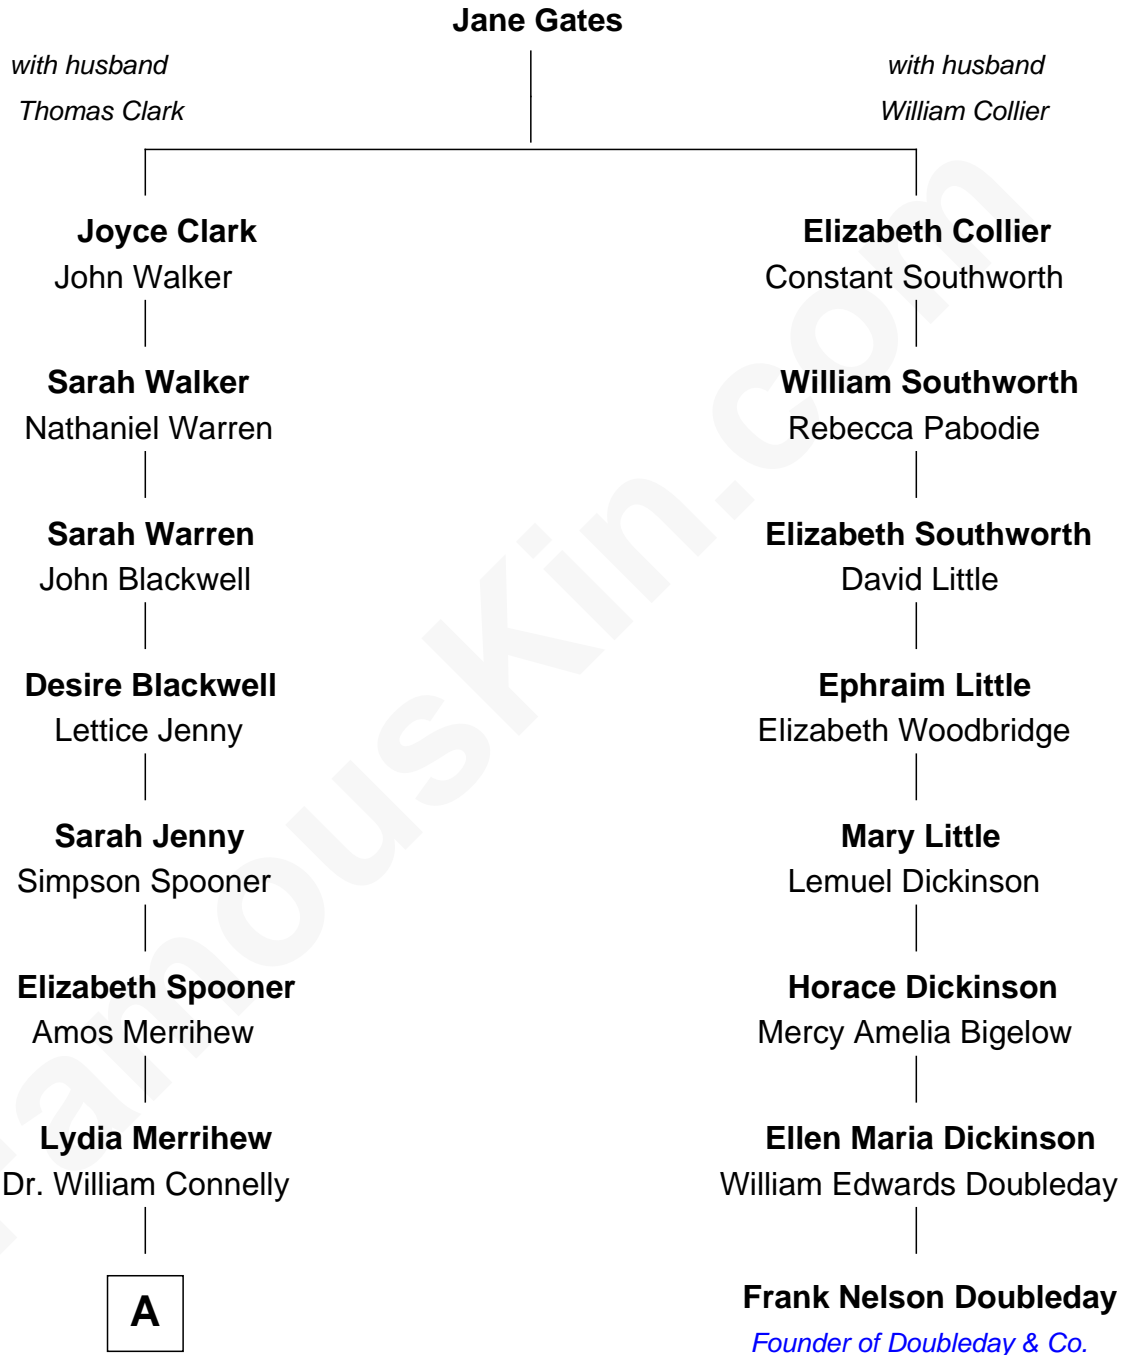 Jane Gates
with husband
Thomas Clark
with husband
William Collier
Joyce Clark
John Walker
Sarah Walker
Nathaniel Warren
Sarah Warren
John Blackwell
Desire Blackwell
Lettice Jenny
Sarah Jenny
Simpson Spooner
Elizabeth Spooner
Amos Merrihew
Lydia Merrihew
Dr. William Connelly
A
Elizabeth Collier
Constant Southworth
William Southworth
Rebecca Pabodie
Elizabeth Southworth
David Little
Ephraim Little
Elizabeth Woodbridge
Mary Little
Lemuel Dickinson
Horace Dickinson
Mercy Amelia Bigelow
Ellen Maria Dickinson
William Edwards Doubleday
Frank Nelson Doubleday
Founder of Doubleday & Co.
FamousKin.com